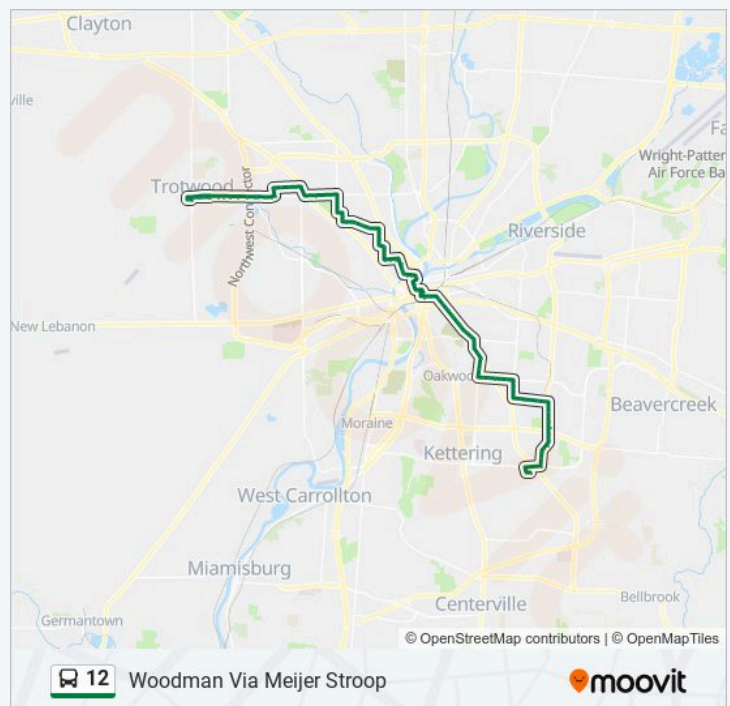 Clayton
ville
Wright-Patter
Air Force Ba
Fa
Trotwood
Northwest Connector
Riverside
New Lebanon
Oakwoo
Beavercreek
Moraine
Kettering
West Carrollton
Miamisburg
Bellbrook
Centerville
Germantown
© OpenStreetMap contributors | © OpenMapTiles
12 Woodman Via Meijer Stroop
moovit